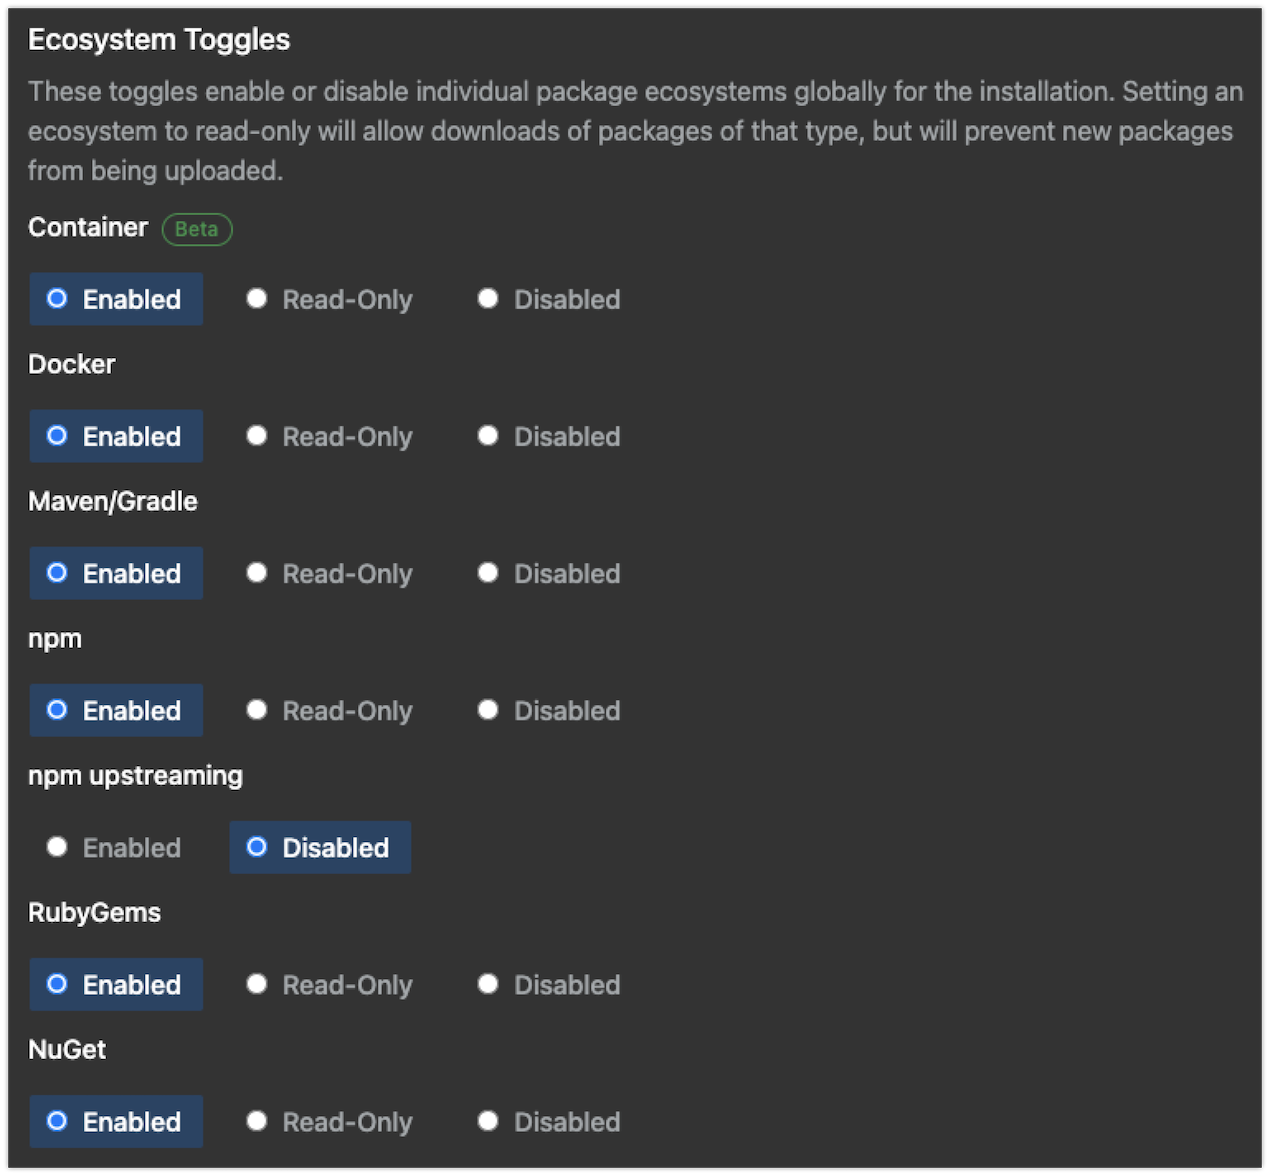 Ecosystem Toggles
These toggles enable or disable individual package ecosystems globally for the installation. Setting an
ecosystem to read-only will allow downloads of packages of that type, but will prevent new packages
from being uploaded.
Container Beta
Enabled Read-Only Disabled
Docker
Enabled Read-Only Disabled
Maven/Gradle
Enabled Read-Only Disabled
npm
Enabled Read-Only Disabled
npm upstreaming
Enabled Disabled
RubyGems
Enabled Read-Only Disabled
NuGet
Enabled Read-Only Disabled